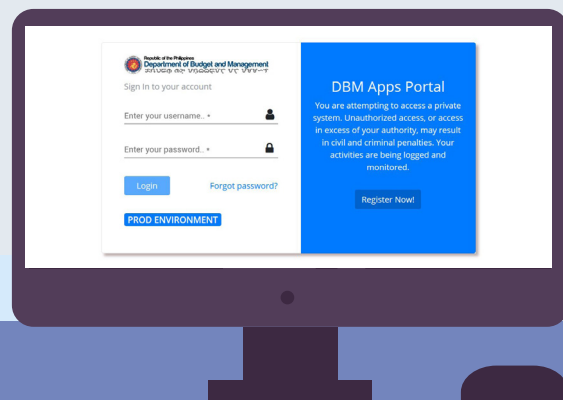 Republic of the Philippines
Department of Budget and Management
Sign In to your account
Enter your username.. *
Enter your password.. *
Login
Forgot password?
PROD ENVIRONMENT
DBM Apps Portal
You are attempting to access a private
system. Unauthorized access, or access
in excess of your authority, may result
in civil and criminal penalties. Your
activities are being logged and
monitored.
Register Now!